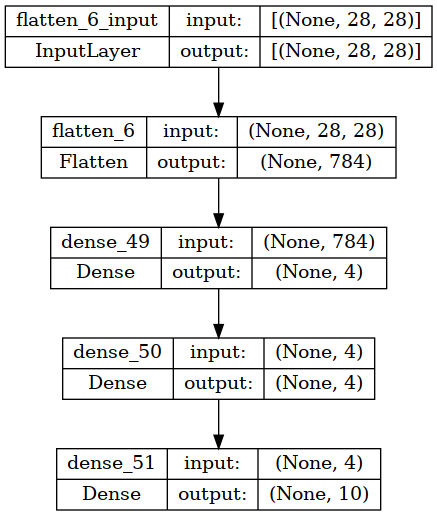 flatten_6_input input: [(None, 28, 28)]
InputLayer output: [(None, 28, 28)]
flatten_6 input: (None, 28, 28)
Flatten output: (None, 784)
dense_49 input: (None, 784)
Dense output: (None, 4)
dense_50 input: (None, 4)
Dense output: (None, 4)
dense_51 input: (None, 4)
Dense output: (None, 10)